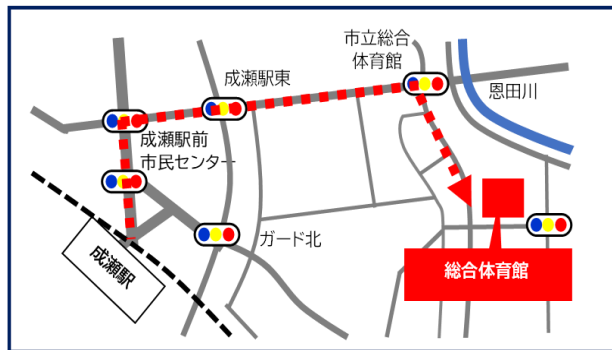 市立総合
体育館
成瀬駅東
恩田川
成瀬駅前
市民センター
ガード北
成瀬駅
総合体育館